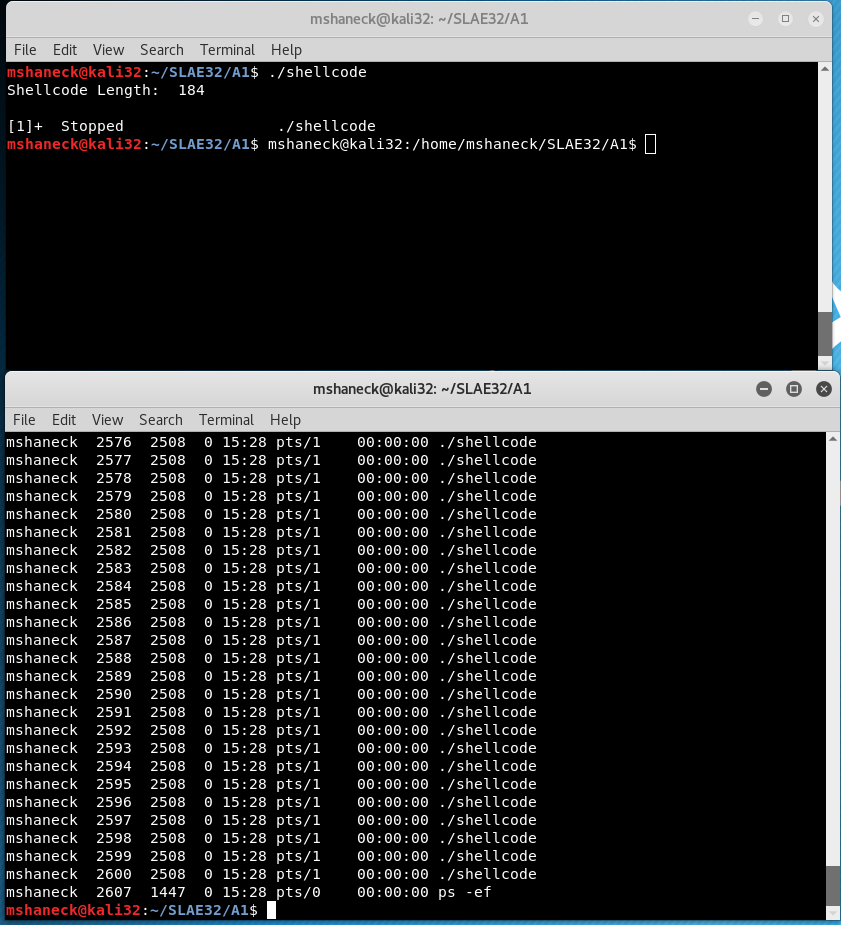 mshaneck@kali32: ~/SLAE32/A1
File Edit View Search Terminal Help
mshaneck@kali32:~/SLAE32/A1$ ./shellcode
Shellcode Length:  184
[1]+  Stopped                 ./shellcode
mshaneck@kali32:~/SLAE32/A1$ mshaneck@kali32:/home/mshaneck/SLAE32/A1$
mshaneck@kali32: ~/SLAE32/A1
File Edit View Search Terminal Help
mshaneck  2576  2508  0 15:28 pts/1    00:00:00 ./shellcode
mshaneck  2577  2508  0 15:28 pts/1    00:00:00 ./shellcode
mshaneck  2578  2508  0 15:28 pts/1    00:00:00 ./shellcode
mshaneck  2579  2508  0 15:28 pts/1    00:00:00 ./shellcode
mshaneck  2580  2508  0 15:28 pts/1    00:00:00 ./shellcode
mshaneck  2581  2508  0 15:28 pts/1    00:00:00 ./shellcode
mshaneck  2582  2508  0 15:28 pts/1    00:00:00 ./shellcode
mshaneck  2583  2508  0 15:28 pts/1    00:00:00 ./shellcode
mshaneck  2584  2508  0 15:28 pts/1    00:00:00 ./shellcode
mshaneck  2585  2508  0 15:28 pts/1    00:00:00 ./shellcode
mshaneck  2586  2508  0 15:28 pts/1    00:00:00 ./shellcode
mshaneck  2587  2508  0 15:28 pts/1    00:00:00 ./shellcode
mshaneck  2588  2508  0 15:28 pts/1    00:00:00 ./shellcode
mshaneck  2589  2508  0 15:28 pts/1    00:00:00 ./shellcode
mshaneck  2590  2508  0 15:28 pts/1    00:00:00 ./shellcode
mshaneck  2591  2508  0 15:28 pts/1    00:00:00 ./shellcode
mshaneck  2592  2508  0 15:28 pts/1    00:00:00 ./shellcode
mshaneck  2593  2508  0 15:28 pts/1    00:00:00 ./shellcode
mshaneck  2594  2508  0 15:28 pts/1    00:00:00 ./shellcode
mshaneck  2595  2508  0 15:28 pts/1    00:00:00 ./shellcode
mshaneck  2596  2508  0 15:28 pts/1    00:00:00 ./shellcode
mshaneck  2597  2508  0 15:28 pts/1    00:00:00 ./shellcode
mshaneck  2598  2508  0 15:28 pts/1    00:00:00 ./shellcode
mshaneck  2599  2508  0 15:28 pts/1    00:00:00 ./shellcode
mshaneck  2600  2508  0 15:28 pts/1    00:00:00 ./shellcode
mshaneck  2607  1447  0 15:28 pts/0    00:00:00 ps -ef
mshaneck@kali32:~/SLAE32/A1$